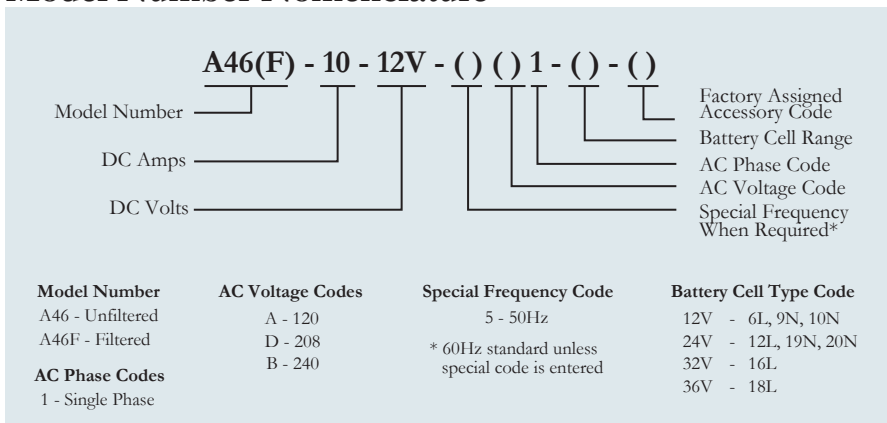 Model Number Nomenclature
A46(F) - 10 - 12V - ( ) ( ) 1 - ( ) - ( )
Model Number
DC Amps
DC Volts
Factory Assigned
Accessory Code
Battery Cell Range
AC Phase Code
AC Voltage Code
Special Frequency
When Required*
Model Number
A46 - Unfiltered
A46F - Filtered
AC Phase Codes
1 - Single Phase
AC Voltage Codes
A - 120
D - 208
B - 240
Special Frequency Code
5 - 50Hz
* 60Hz standard unless
special code is entered
Battery Cell Type Code
12V - 6L, 9N, 10N
24V - 12L, 19N, 20N
32V - 16L
36V - 18L